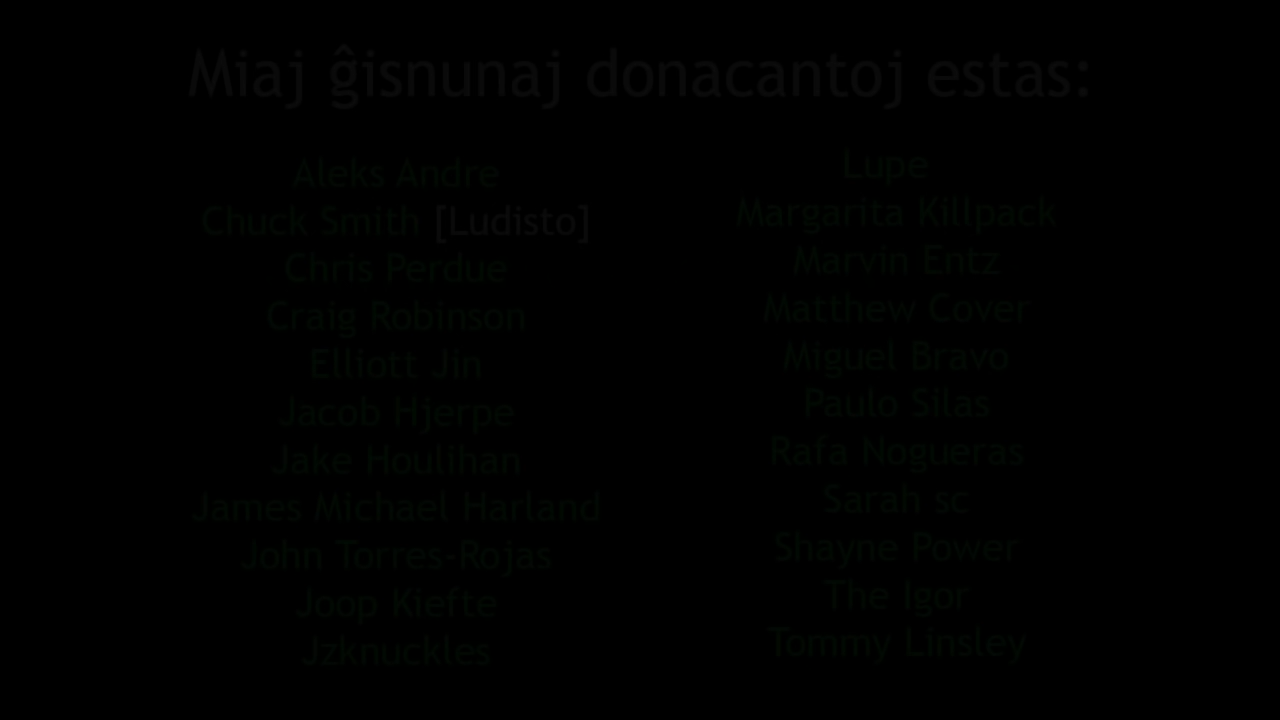 Miaj ĝisnunaj donacantoj estas:
Aleks Andre
Chuck Smith [Ludisto]
Chris Perdue
Craig Robinson
Elliott Jin
Jacob Hjerpe
Jake Houlihan
James Michael Harland
John Torres-Rojas
Joop Kiefte
Jzknuckles
Lupe
Margarita Killpack
Marvin Entz
Matthew Cover
Miguel Bravo
Paulo Silas
Rafa Nogueras
Sarah sc
Shayne Power
The Igor
Tommy Linsley